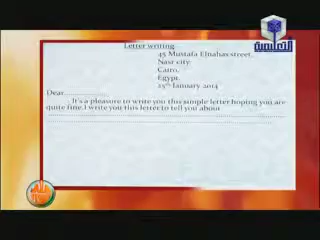 التعليمية
Letter writing
45 Mustafa Elnahas street,
Nasr city
Cairo,
Egypt.
25th January 2014
Dear........................
It's a pleasure to write you this simple letter hoping you are
quite fine.I write you this letter to tell you about